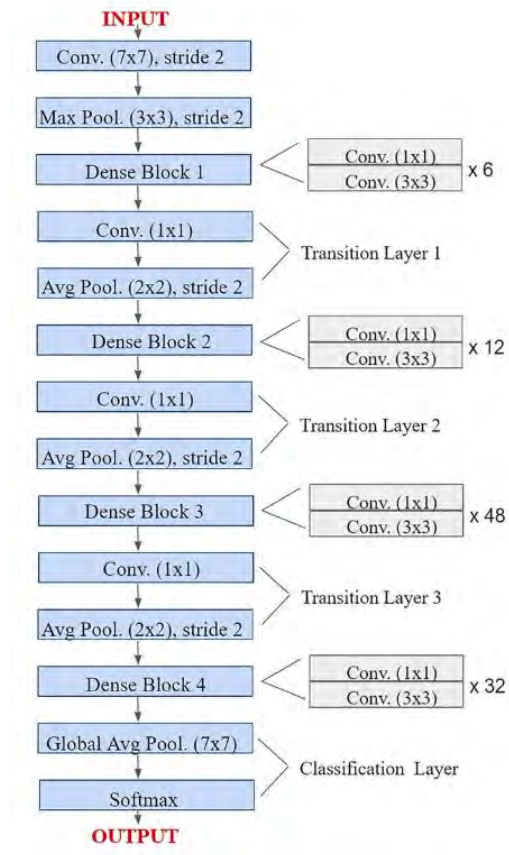 INPUT
Conv. (7x7), stride 2
Max Pool. (3x3), stride 2
Dense Block 1
Conv. (1x1)
Conv. (3x3)
x 6
Conv. (1x1)
Avg Pool. (2x2), stride 2
Transition Layer 1
Dense Block 2
Conv. (1x1)
Conv. (3x3)
x 12
Conv. (1x1)
Avg Pool. (2x2), stride 2
Transition Layer 2
Dense Block 3
Conv. (1x1)
Conv. (3x3)
x 48
Conv. (1x1)
Avg Pool. (2x2), stride 2
Transition Layer 3
Dense Block 4
Conv. (1x1)
Conv. (3x3)
x 32
Global Avg Pool. (7x7)
Softmax
Classification Layer
OUTPUT